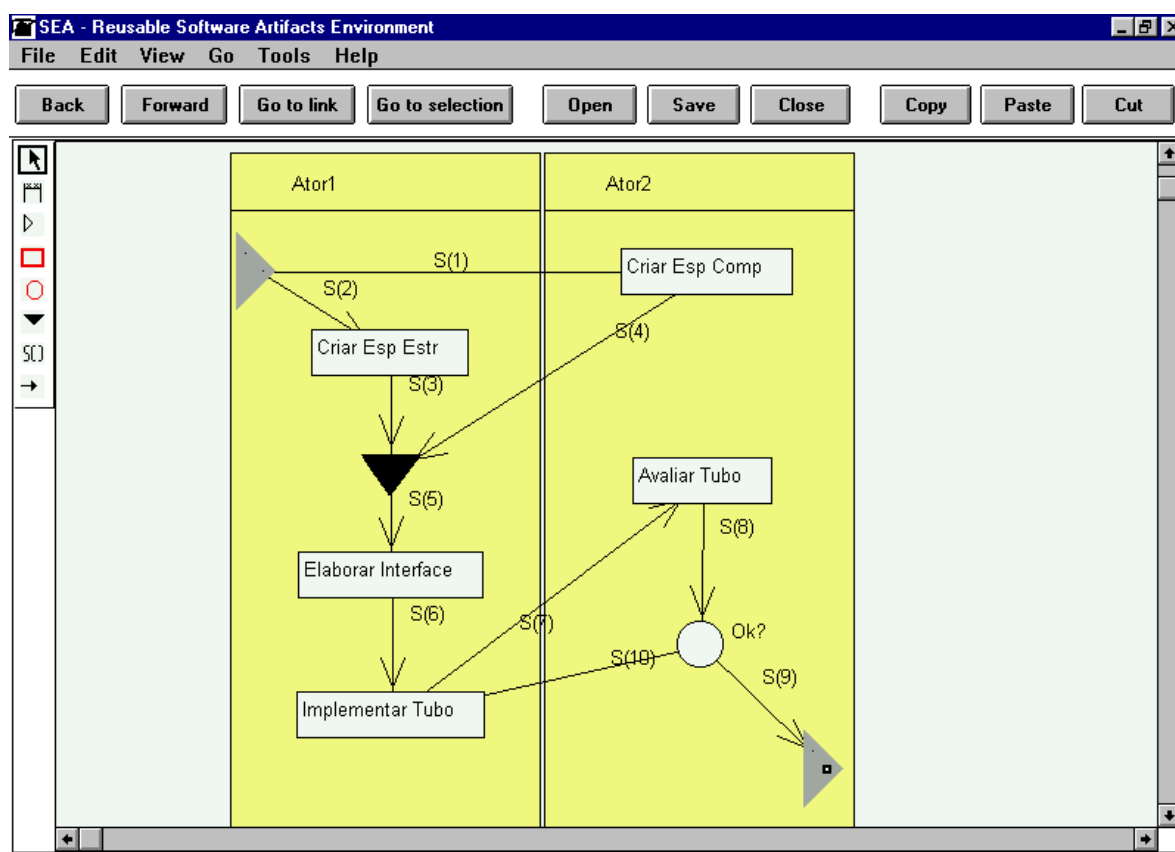 SEA - Reusable Software Artifacts Environment
File Edit View Go Tools Help
Back Forward Go to link Go to selection Open Save Close Copy Paste Cut
Ator1 Ator2
S(1)
Criar Esp Comp
S(2)
S(4)
Criar Esp Estr
S(3)
Avaliar Tubo
S(5)
S(8)
Elaborar Interface
S(6)
S(7)
Ok?
S(10)
S(9)
Implementar Tubo
S()